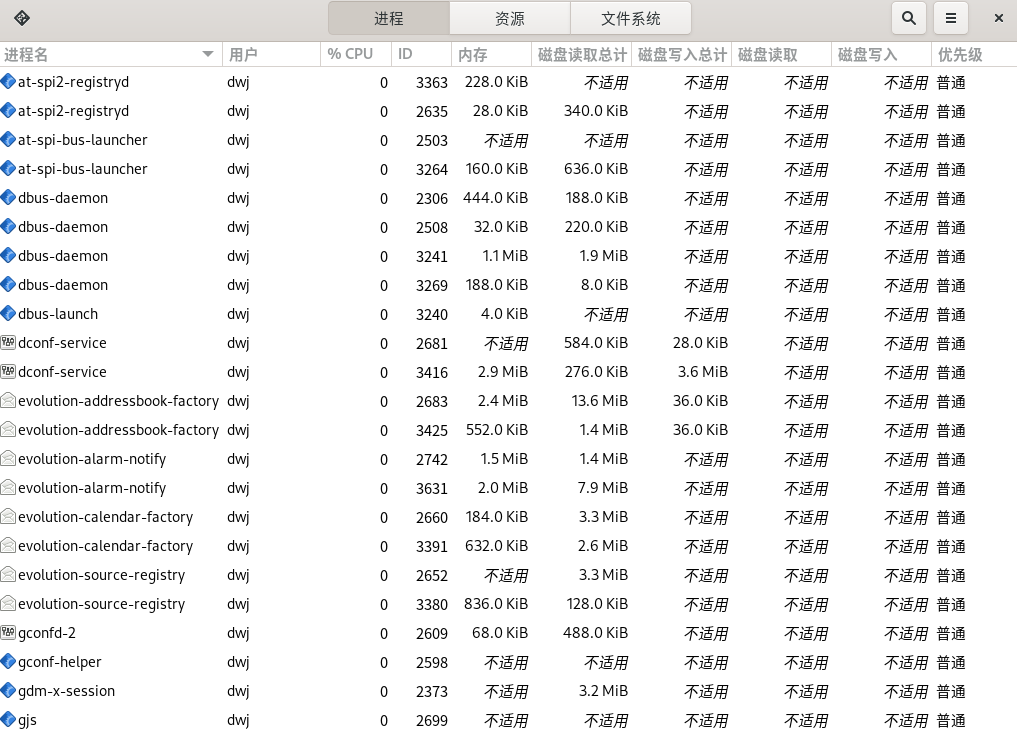 进程 资源 文件系统
进程名 用户 % CPU ID 内存 磁盘读取总计 磁盘写入总计 磁盘读取 磁盘写入 优先级
at-spi2-registryd dwj 0 3363 228.0 KiB 不适用 不适用 不适用 不适用 普通
at-spi2-registryd dwj 0 2635 28.0 KiB 340.0 KiB 不适用 不适用 不适用 普通
at-spi-bus-launcher dwj 0 2503 不适用 不适用 不适用 不适用 不适用 普通
at-spi-bus-launcher dwj 0 3264 160.0 KiB 636.0 KiB 不适用 不适用 不适用 普通
dbus-daemon dwj 0 2306 444.0 KiB 188.0 KiB 不适用 不适用 不适用 普通
dbus-daemon dwj 0 2508 32.0 KiB 220.0 KiB 不适用 不适用 不适用 普通
dbus-daemon dwj 0 3241 1.1 MiB 1.9 MiB 不适用 不适用 不适用 普通
dbus-daemon dwj 0 3269 188.0 KiB 8.0 KiB 不适用 不适用 不适用 普通
dbus-launch dwj 0 3240 4.0 KiB 不适用 不适用 不适用 不适用 普通
dconf-service dwj 0 2681 不适用 584.0 KiB 28.0 KiB 不适用 不适用 普通
dconf-service dwj 0 3416 2.9 MiB 276.0 KiB 3.6 MiB 不适用 不适用 普通
evolution-addressbook-factory dwj 0 2683 2.4 MiB 13.6 MiB 36.0 KiB 不适用 不适用 普通
evolution-addressbook-factory dwj 0 3425 552.0 KiB 1.4 MiB 36.0 KiB 不适用 不适用 普通
evolution-alarm-notify dwj 0 2742 1.5 MiB 1.4 MiB 不适用 不适用 不适用 普通
evolution-alarm-notify dwj 0 3631 2.0 MiB 7.9 MiB 不适用 不适用 不适用 普通
evolution-calendar-factory dwj 0 2660 184.0 KiB 3.3 MiB 不适用 不适用 不适用 普通
evolution-calendar-factory dwj 0 3391 632.0 KiB 2.6 MiB 不适用 不适用 不适用 普通
evolution-source-registry dwj 0 2652 不适用 3.3 MiB 不适用 不适用 不适用 普通
evolution-source-registry dwj 0 3380 836.0 KiB 128.0 KiB 不适用 不适用 不适用 普通
gconfd-2 dwj 0 2609 68.0 KiB 488.0 KiB 不适用 不适用 不适用 普通
gconf-helper dwj 0 2598 不适用 不适用 不适用 不适用 不适用 普通
gdm-x-session dwj 0 2373 不适用 3.2 MiB 不适用 不适用 不适用 普通
gjs dwj 0 2699 不适用 不适用 不适用 不适用 不适用 普通